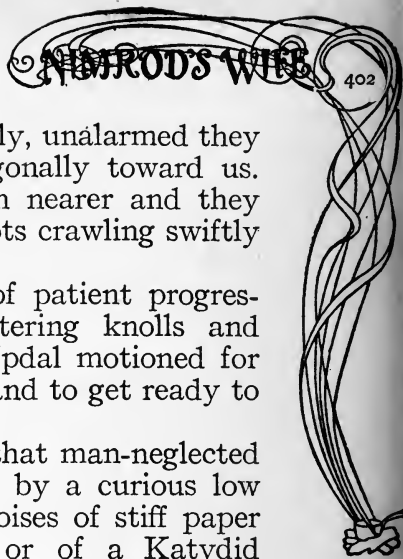 NIMROD'S WIFE
402
ly, unalarmed they
gonally toward us.
n nearer and they
ots crawling swiftly
of patient progres-
tering knolls and
pdal motioned for
and to get ready to
that man-neglected
by a curious low
oises of stiff paper
or of a Katydid